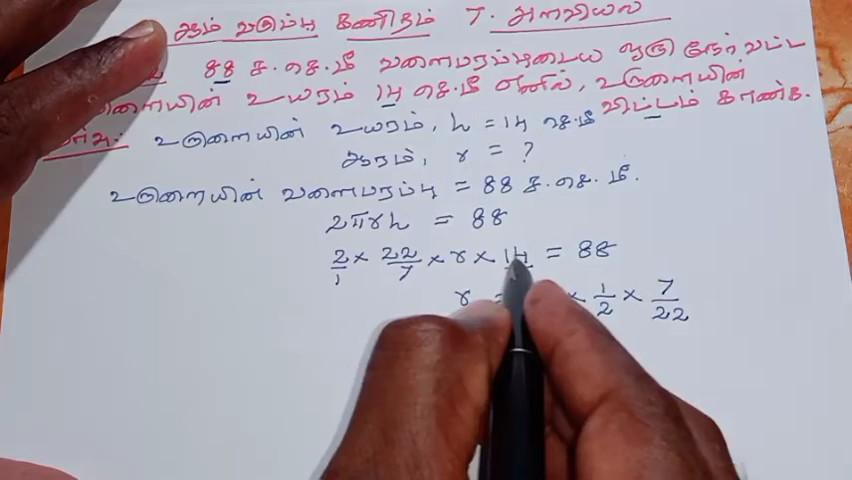 ஆம் வகுப்பு கணிதம் 7. அளவியல்
88 ச.செ.மீ வளைபரப்புடைய ஒரு நேர் வட்ட
உயரம் 14 செ.மீ எனில், உருளையின்
விட்டம் காண்க.
உருளையின் உயரம், h = 14 செ.மீ
ஆரம், r = ?
உருளையின் வளைபரப்பு = 88 ச.செ.மீ.
2πrh = 88
2/1 × 22/7 × r × 14 = 88
r = × 1/2 × 7/22